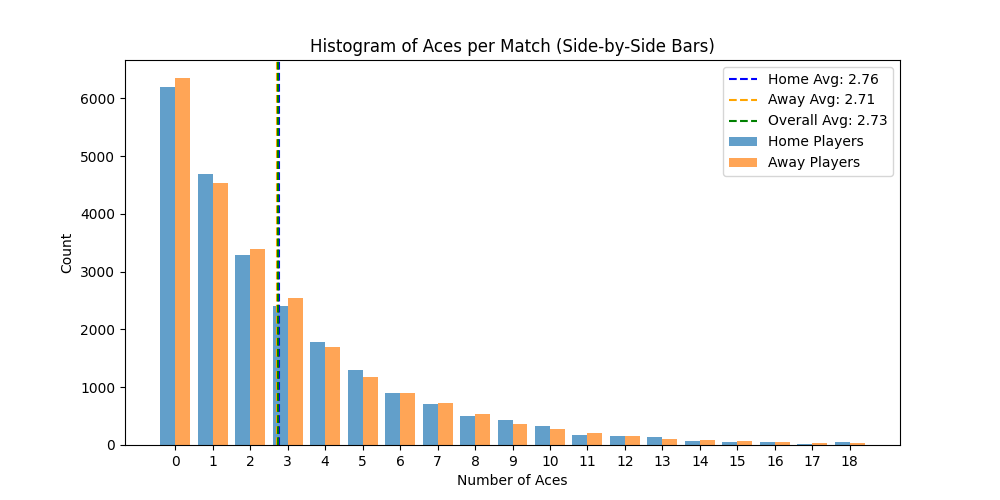 Histogram of Aces per Match (Side-by-Side Bars)
Home Avg: 2.76
Away Avg: 2.71
Overall Avg: 2.73
Home Players
Away Players
Count
6000
5000
4000
3000
2000
1000
0
0 1 2 3 4 5 6 7 8 9 10 11 12 13 14 15 16 17 18
Number of Aces